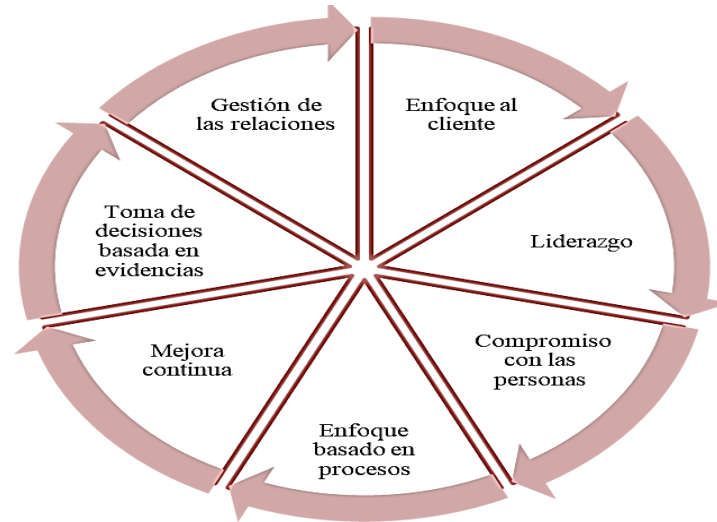 Enfoque al
cliente
Liderazgo
Compromiso
con las
personas
Enfoque
basado en
procesos
Mejora
continua
Toma de
decisiones
basada en
evidencias
Gestión de
las relaciones